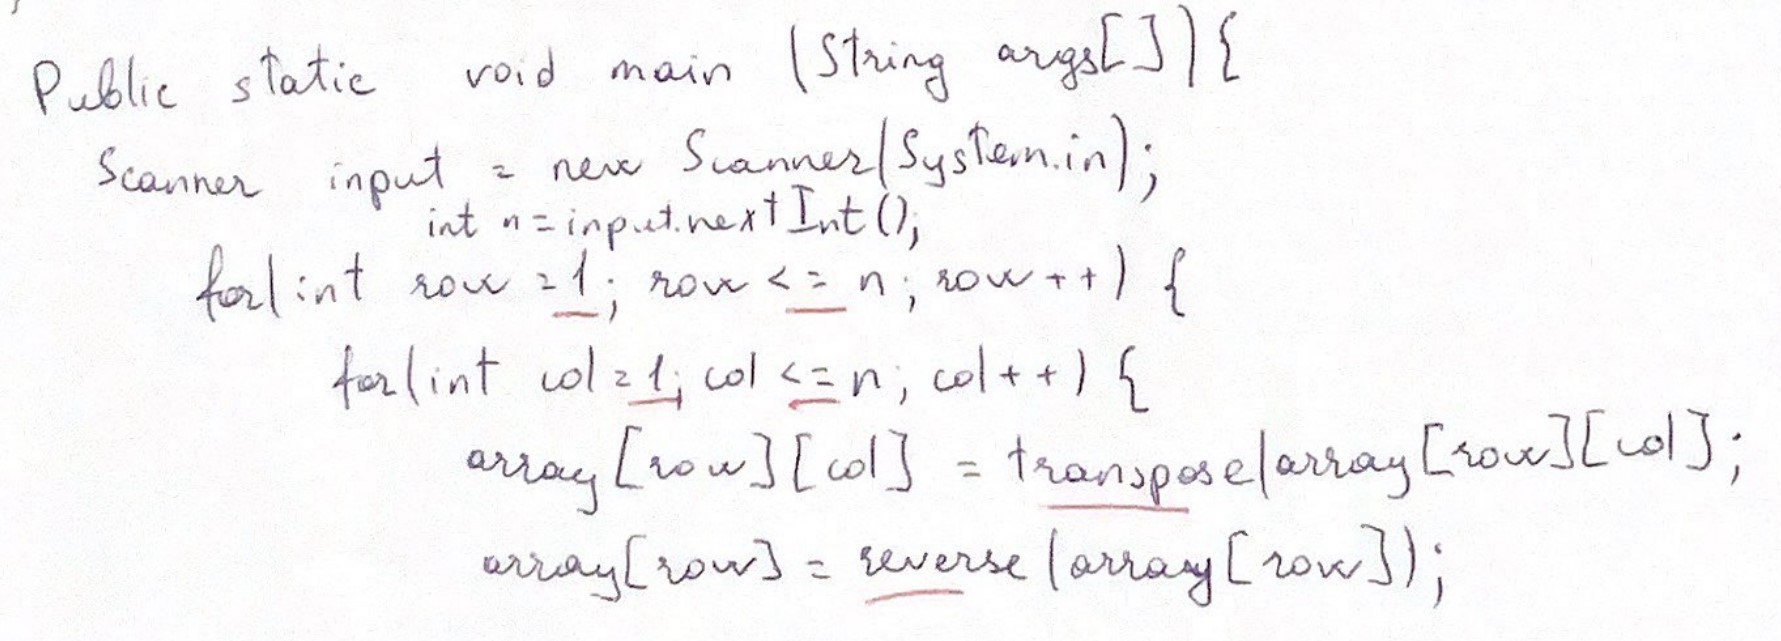 Public static void main (String args[]){
Scanner input = new Scanner(System.in);
int n=input.nextInt();
for(int row =1; row <= n; row++) {
for(int col=1; col <=n; col++) {
array[row][col] = transpose(array[row][col];
array[row] = reverse(array[row]);